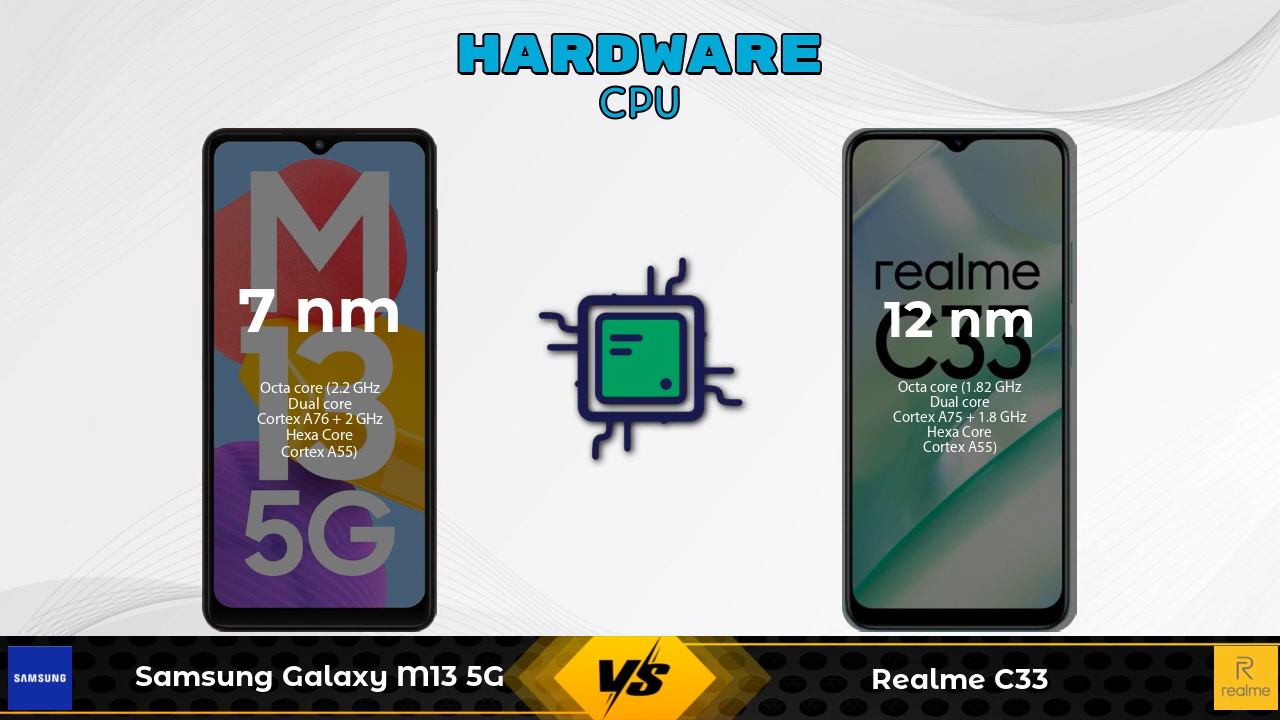 HARDWARE
CPU
M
13
5G
7 nm
Octa core (2.2 GHz
Dual core
Cortex A76 + 2 GHz
Hexa Core
Cortex A55)
realme
C33
12 nm
Octa core (1.82 GHz
Dual core
Cortex A75 + 1.8 GHz
Hexa Core
Cortex A55)
SAMSUNG
Samsung Galaxy M13 5G
VS
Realme C33
R
realme